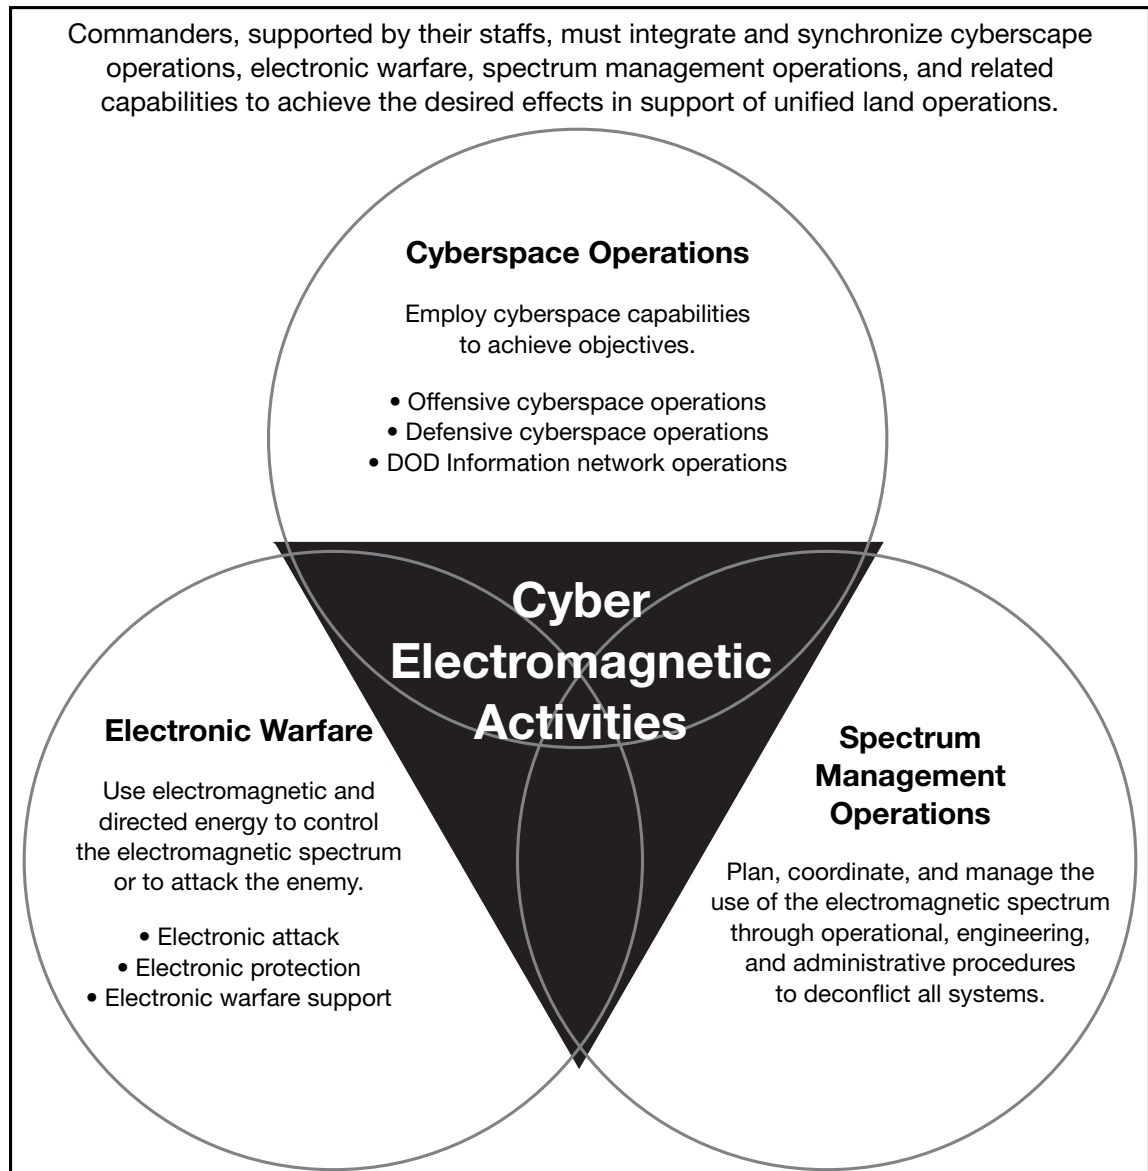 Commanders, supported by their staffs, must integrate and synchronize cyberscape
operations, electronic warfare, spectrum management operations, and related
capabilities to achieve the desired effects in support of unified land operations.
Cyberspace Operations
Employ cyberspace capabilities
to achieve objectives.
• Offensive cyberspace operations
• Defensive cyberspace operations
• DOD Information network operations
Cyber
Electromagnetic
Activities
Electronic Warfare
Use electromagnetic and
directed energy to control
the electromagnetic spectrum
or to attack the enemy.
• Electronic attack
• Electronic protection
• Electronic warfare support
Spectrum
Management
Operations
Plan, coordinate, and manage the
use of the electromagnetic spectrum
through operational, engineering,
and administrative procedures
to deconflict all systems.